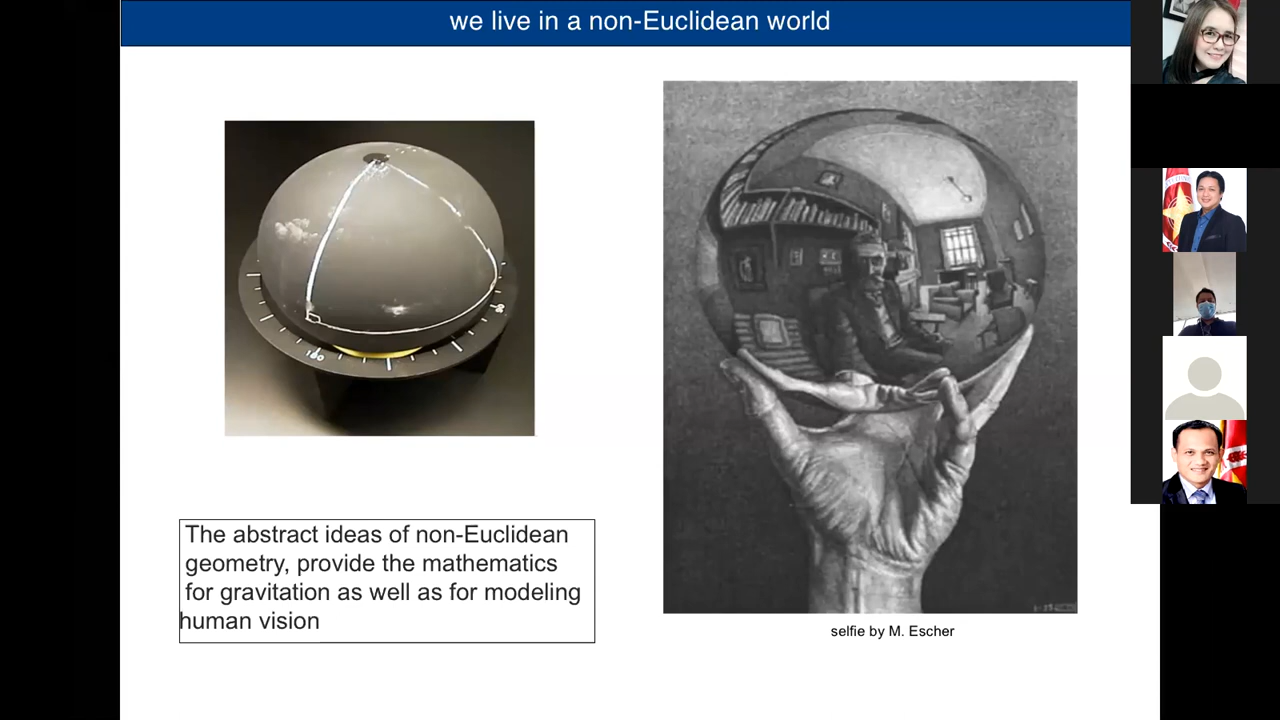 we live in a non-Euclidean world
The abstract ideas of non-Euclidean
geometry, provide the mathematics
for gravitation as well as for modeling
human vision
selfie by M. Escher